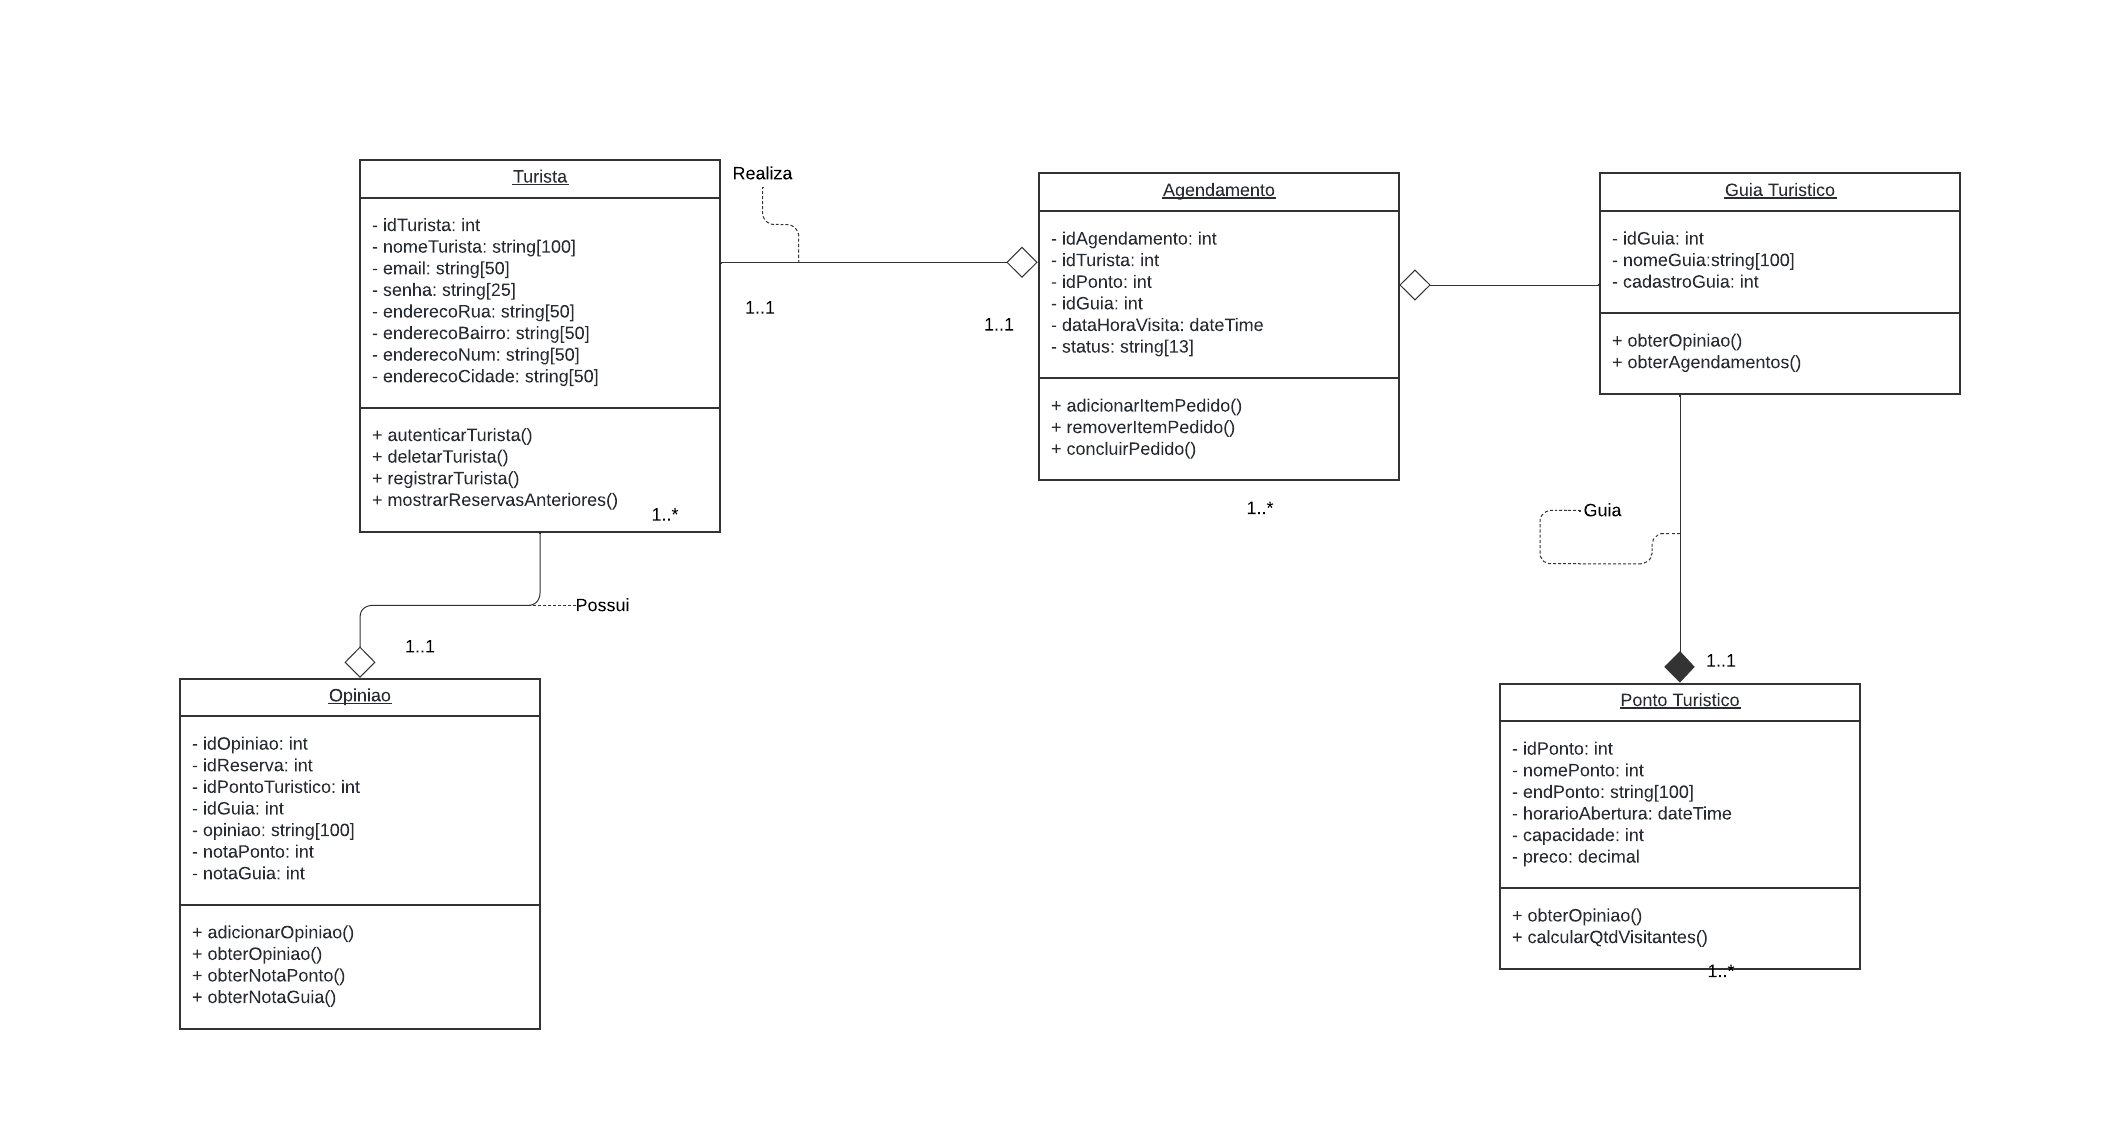 Turista
- idTurista: int
- nomeTurista: string[100]
- email: string[50]
- senha: string[25]
- enderecoRua: string[50]
- enderecoBairro: string[50]
- enderecoNum: string[50]
- enderecoCidade: string[50]
+ autenticarTurista()
+ deletarTurista()
+ registrarTurista()
+ mostrarReservasAnteriores()
1..*
Realiza
1..1
1..1
Agendamento
- idAgendamento: int
- idTurista: int
- idPonto: int
- idGuia: int
- dataHoraVisita: dateTime
- status: string[13]
+ adicionarItemPedido()
+ removerItemPedido()
+ concluirPedido()
1..*
Guia Turistico
- idGuia: int
- nomeGuia:string[100]
- cadastroGuia: int
+ obterOpiniao()
+ obterAgendamentos()
Guia
Possui
1..1
Opiniao
- idOpiniao: int
- idReserva: int
- idPontoTuristico: int
- idGuia: int
- opiniao: string[100]
- notaPonto: int
- notaGuia: int
+ adicionarOpiniao()
+ obterOpiniao()
+ obterNotaPonto()
+ obterNotaGuia()
1..1
Ponto Turistico
- idPonto: int
- nomePonto: int
- endPonto: string[100]
- horarioAbertura: dateTime
- capacidade: int
- preco: decimal
+ obterOpiniao()
+ calcularQtdVisitantes()
1..*